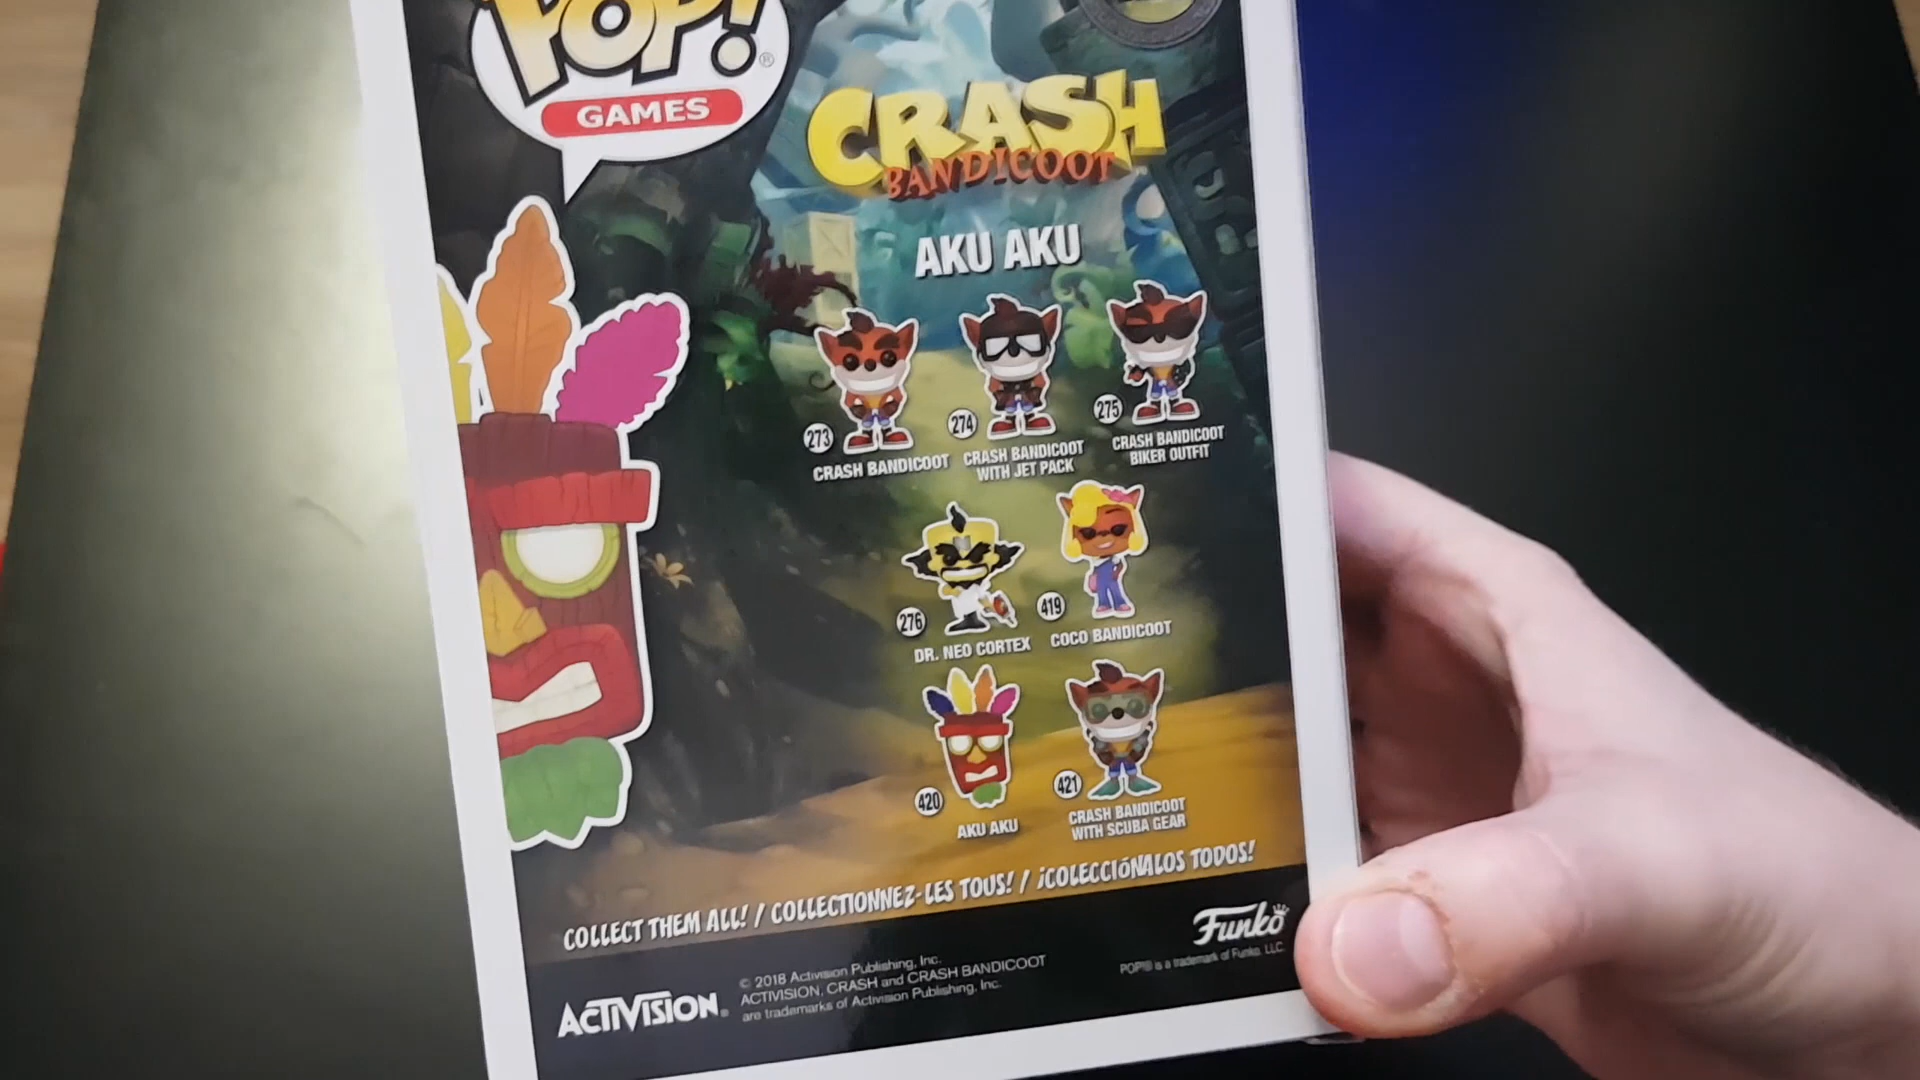 POP!®
GAMES
CRASH
BANDICOOT
AKU AKU
273
CRASH BANDICOOT
274
CRASH BANDICOOT
WITH JET PACK
275
CRASH BANDICOOT
BIKER OUTFIT
276
DR. NEO CORTEX
419
COCO BANDICOOT
420
AKU AKU
421
CRASH BANDICOOT
WITH SCUBA GEAR
COLLECT THEM ALL! / COLLECTIONNEZ-LES TOUS! / ¡COLECCIÓNALOS TODOS!
ACTIVISION®
© 2018 Activision Publishing, Inc.
ACTIVISION, CRASH and CRASH BANDICOOT
are trademarks of Activision Publishing, Inc.
Funko
POP!® is a trademark of Funko, LLC.